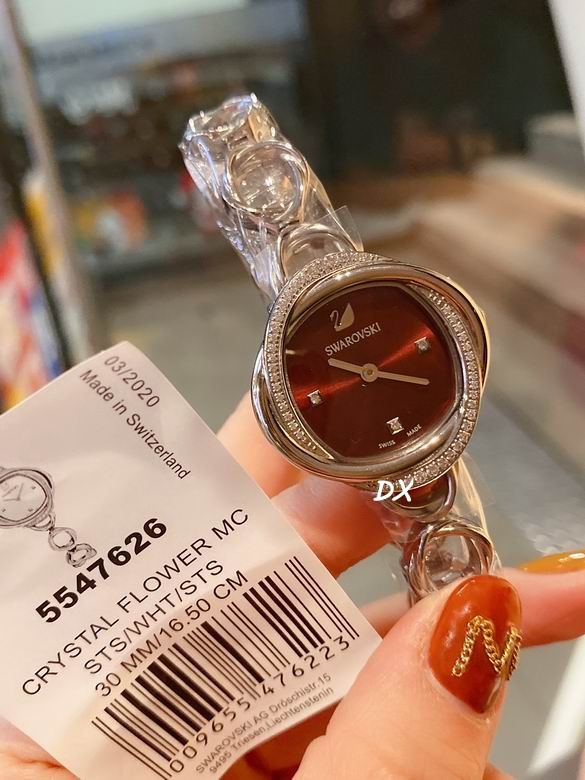 SWAROVSKI
SWISS MADE
DX
03/2020
Made in Switzerland
5547626
CRYSTAL FLOWER MC
STS/WHT/STS
30 MM/16.50 CM
009655 476223
SWAROVSKI AG Dröschistr.15
9495 Triesen,Liechtenstein